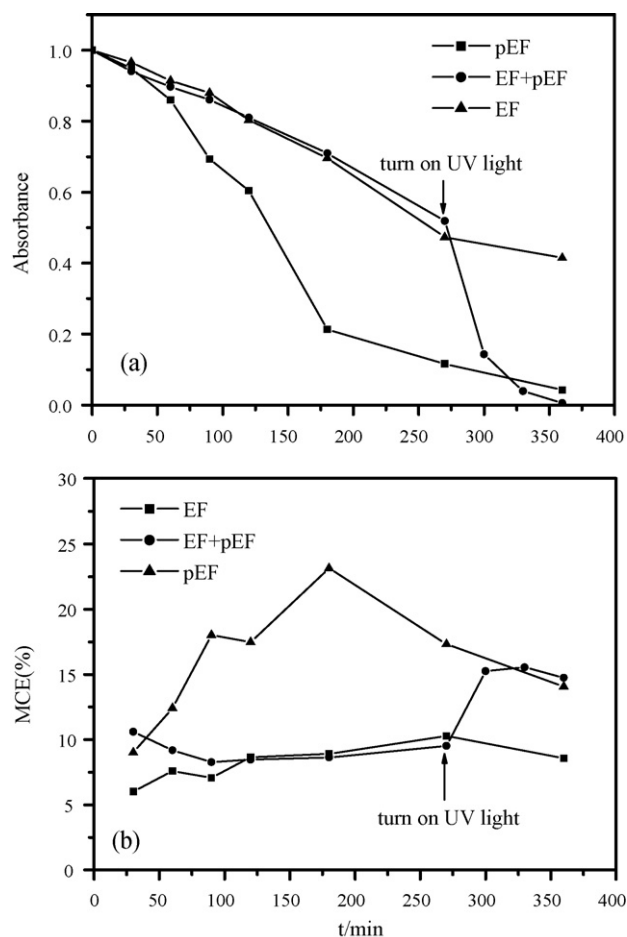 1.0
0.8
0.6
0.4
0.2
0.0
Absorbance
pEF
EF+pEF
EF
turn on UV light
(a)
0 50 100 150 200 250 300 350 400
30
25
20
15
10
5
0
MCE(%)
EF
EF+pEF
pEF
turn on UV light
(b)
0 50 100 150 200 250 300 350 400
t/min